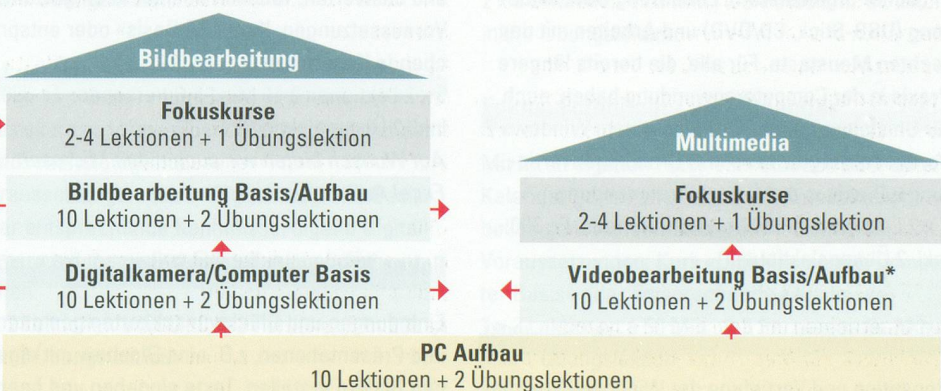 Bildbearbeitung
Fokuskurse
2-4 Lektionen + 1 Übungslektion
Bildbearbeitung Basis/Aufbau
10 Lektionen + 2 Übungslektionen
Digitalkamera/Computer Basis
10 Lektionen + 2 Übungslektionen
Multimedia
Fokuskurse
2-4 Lektionen + 1 Übungslektion
Videobearbeitung Basis/Aufbau*
10 Lektionen + 2 Übungslektionen
PC Aufbau
10 Lektionen + 2 Übungslektionen